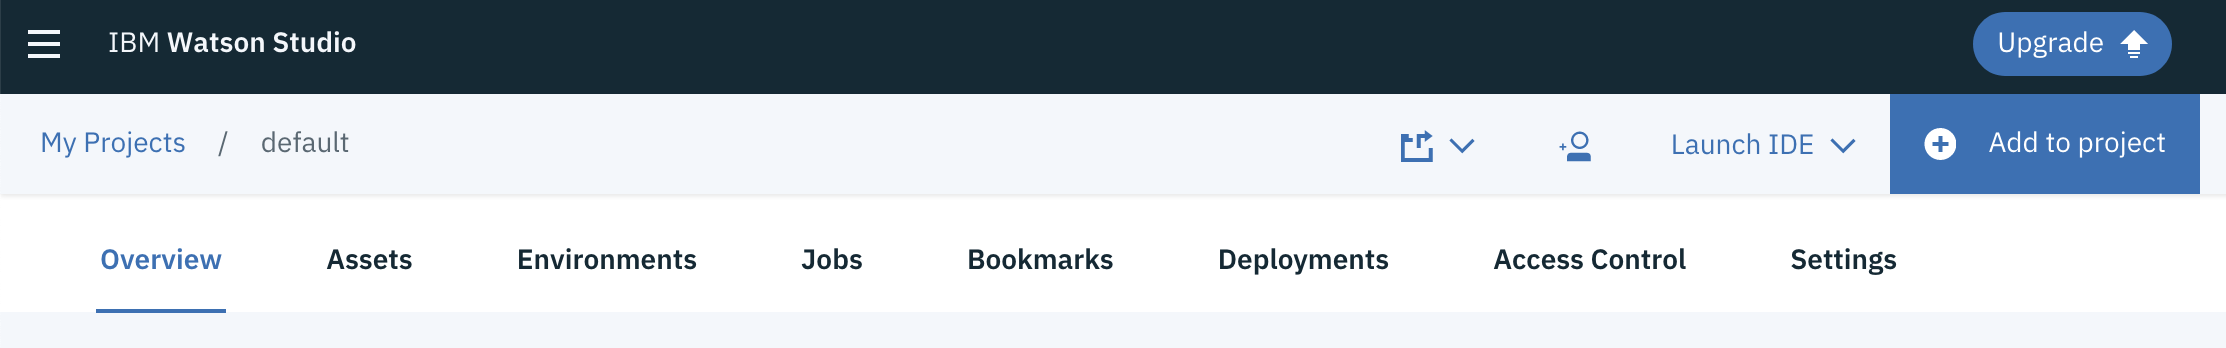 IBM Watson Studio Upgrade
My Projects / default Launch IDE Add to project
Overview Assets Environments Jobs Bookmarks Deployments Access Control Settings